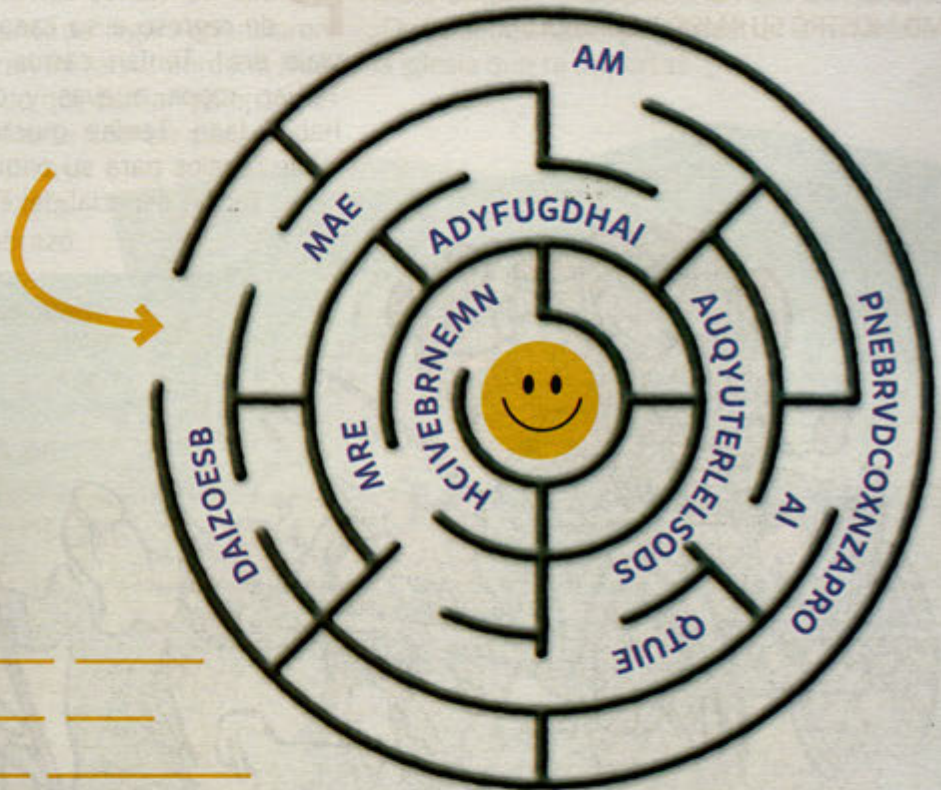 AM
MAE
ADYFUGDHAI
HCIVEBRNEMN
AUQYUTERLELSODS
PNEBRVDCOXNZAPRO
MRE
DAIZOESB
AI
QTUIE